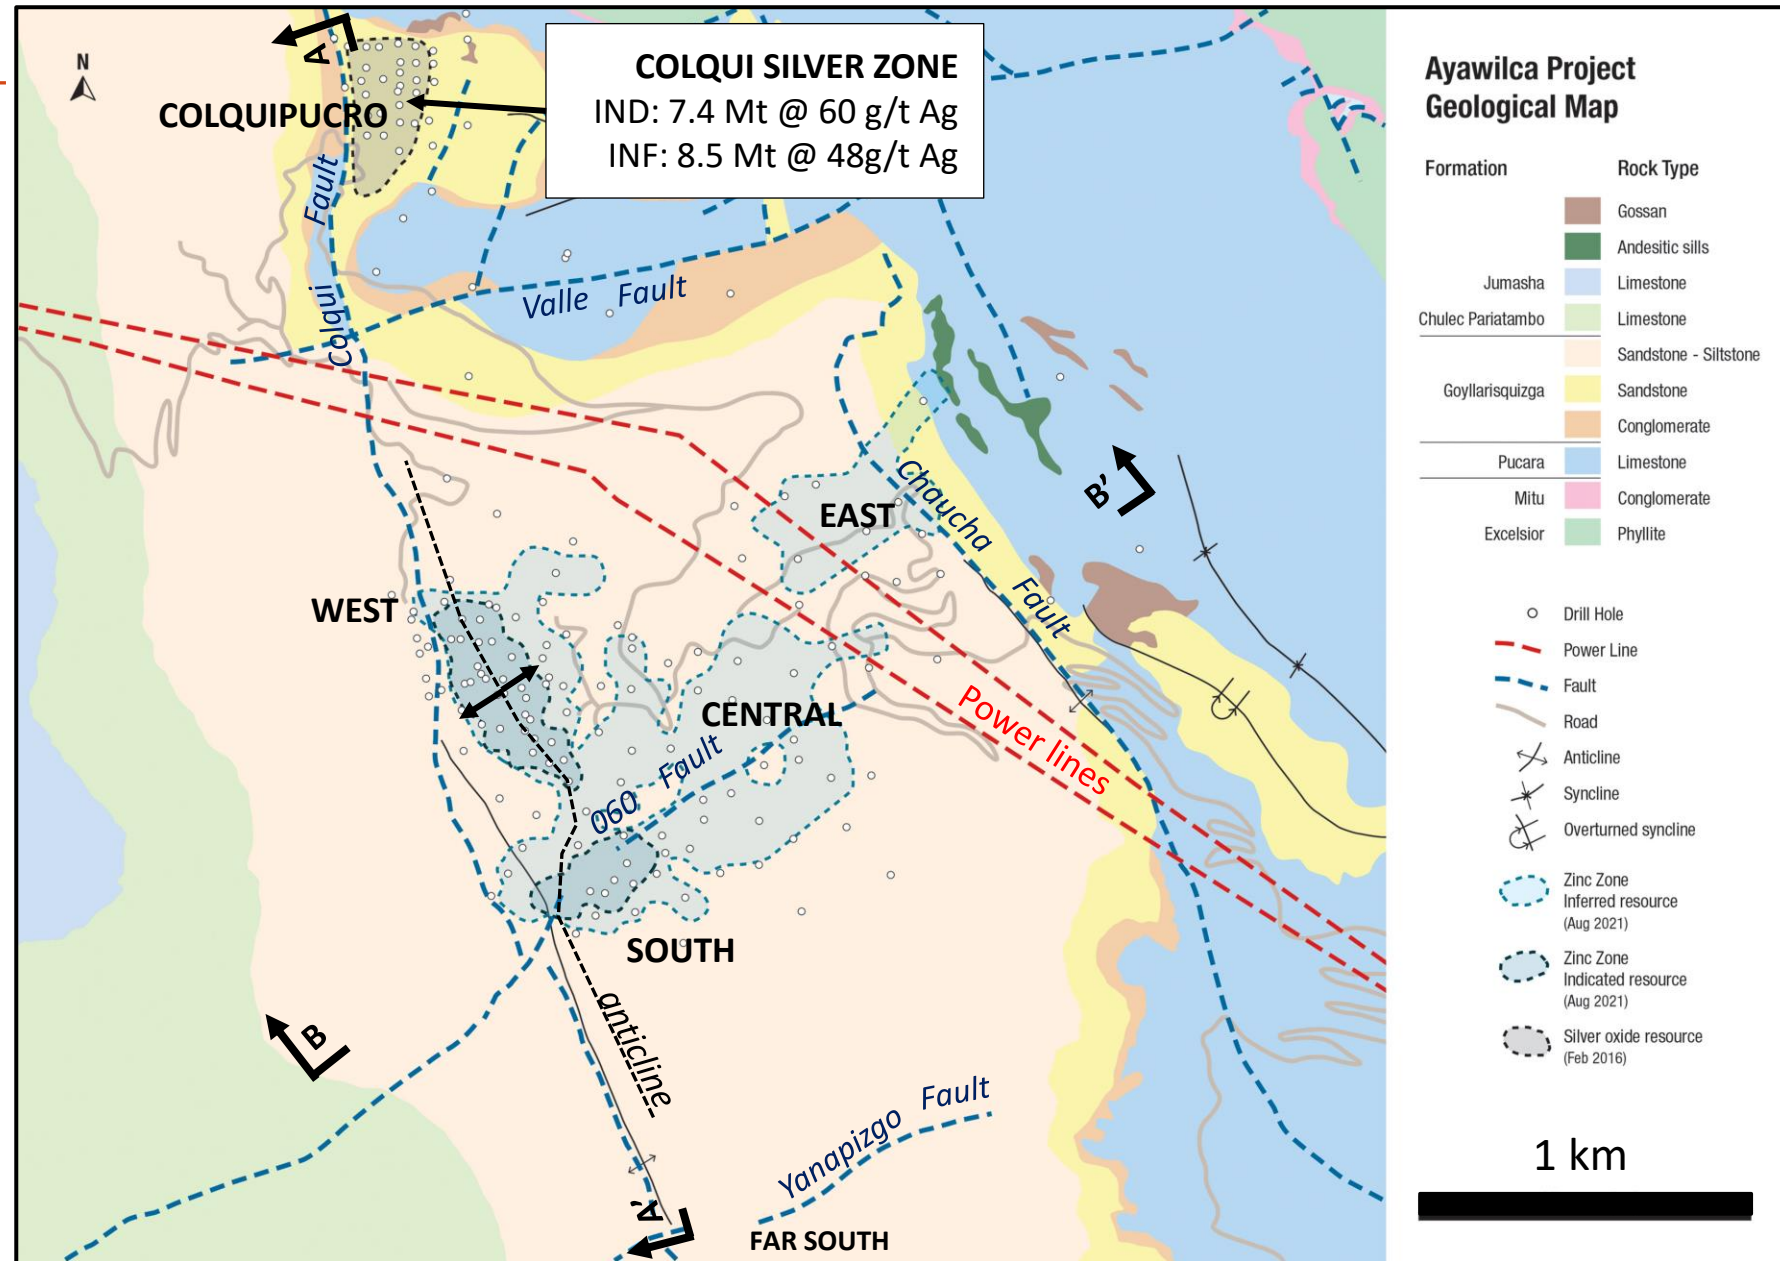 A
N
COLQUIPUCRO
COLQUI SILVER ZONE
IND: 7.4 Mt @ 60 g/t Ag
INF: 8.5 Mt @ 48g/t Ag
Colqui Fault
Valle Fault
Chaucha Fault
EAST
B'
WEST
CENTRAL
060 Fault
Power lines
SOUTH
anticline
B
Yanapizgo Fault
A'
FAR SOUTH
Ayawilca Project
Geological Map
Formation Rock Type
Gossan
Andesitic sills
Jumasha Limestone
Chulec Pariatambo Limestone
Sandstone - Siltstone
Goyllarisquizga Sandstone
Conglomerate
Pucara Limestone
Mitu Conglomerate
Excelsior Phyllite
Drill Hole
Power Line
Fault
Road
Anticline
Syncline
Overturned syncline
Zinc Zone
Inferred resource
(Aug 2021)
Zinc Zone
Indicated resource
(Aug 2021)
Silver oxide resource
(Feb 2016)
1 km